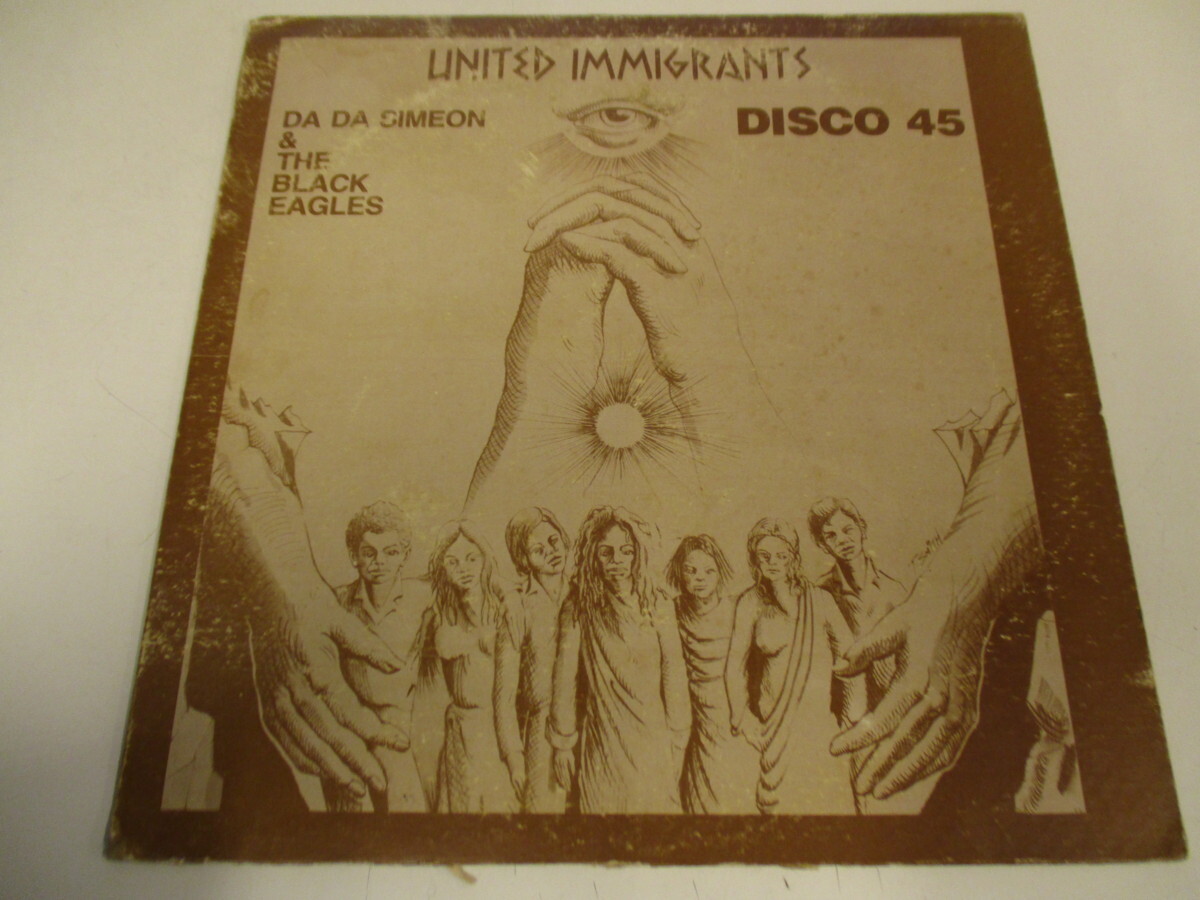 UNITED IMMIGRANTS
DA DA SIMEON
&
THE
BLACK
EAGLES
DISCO 45